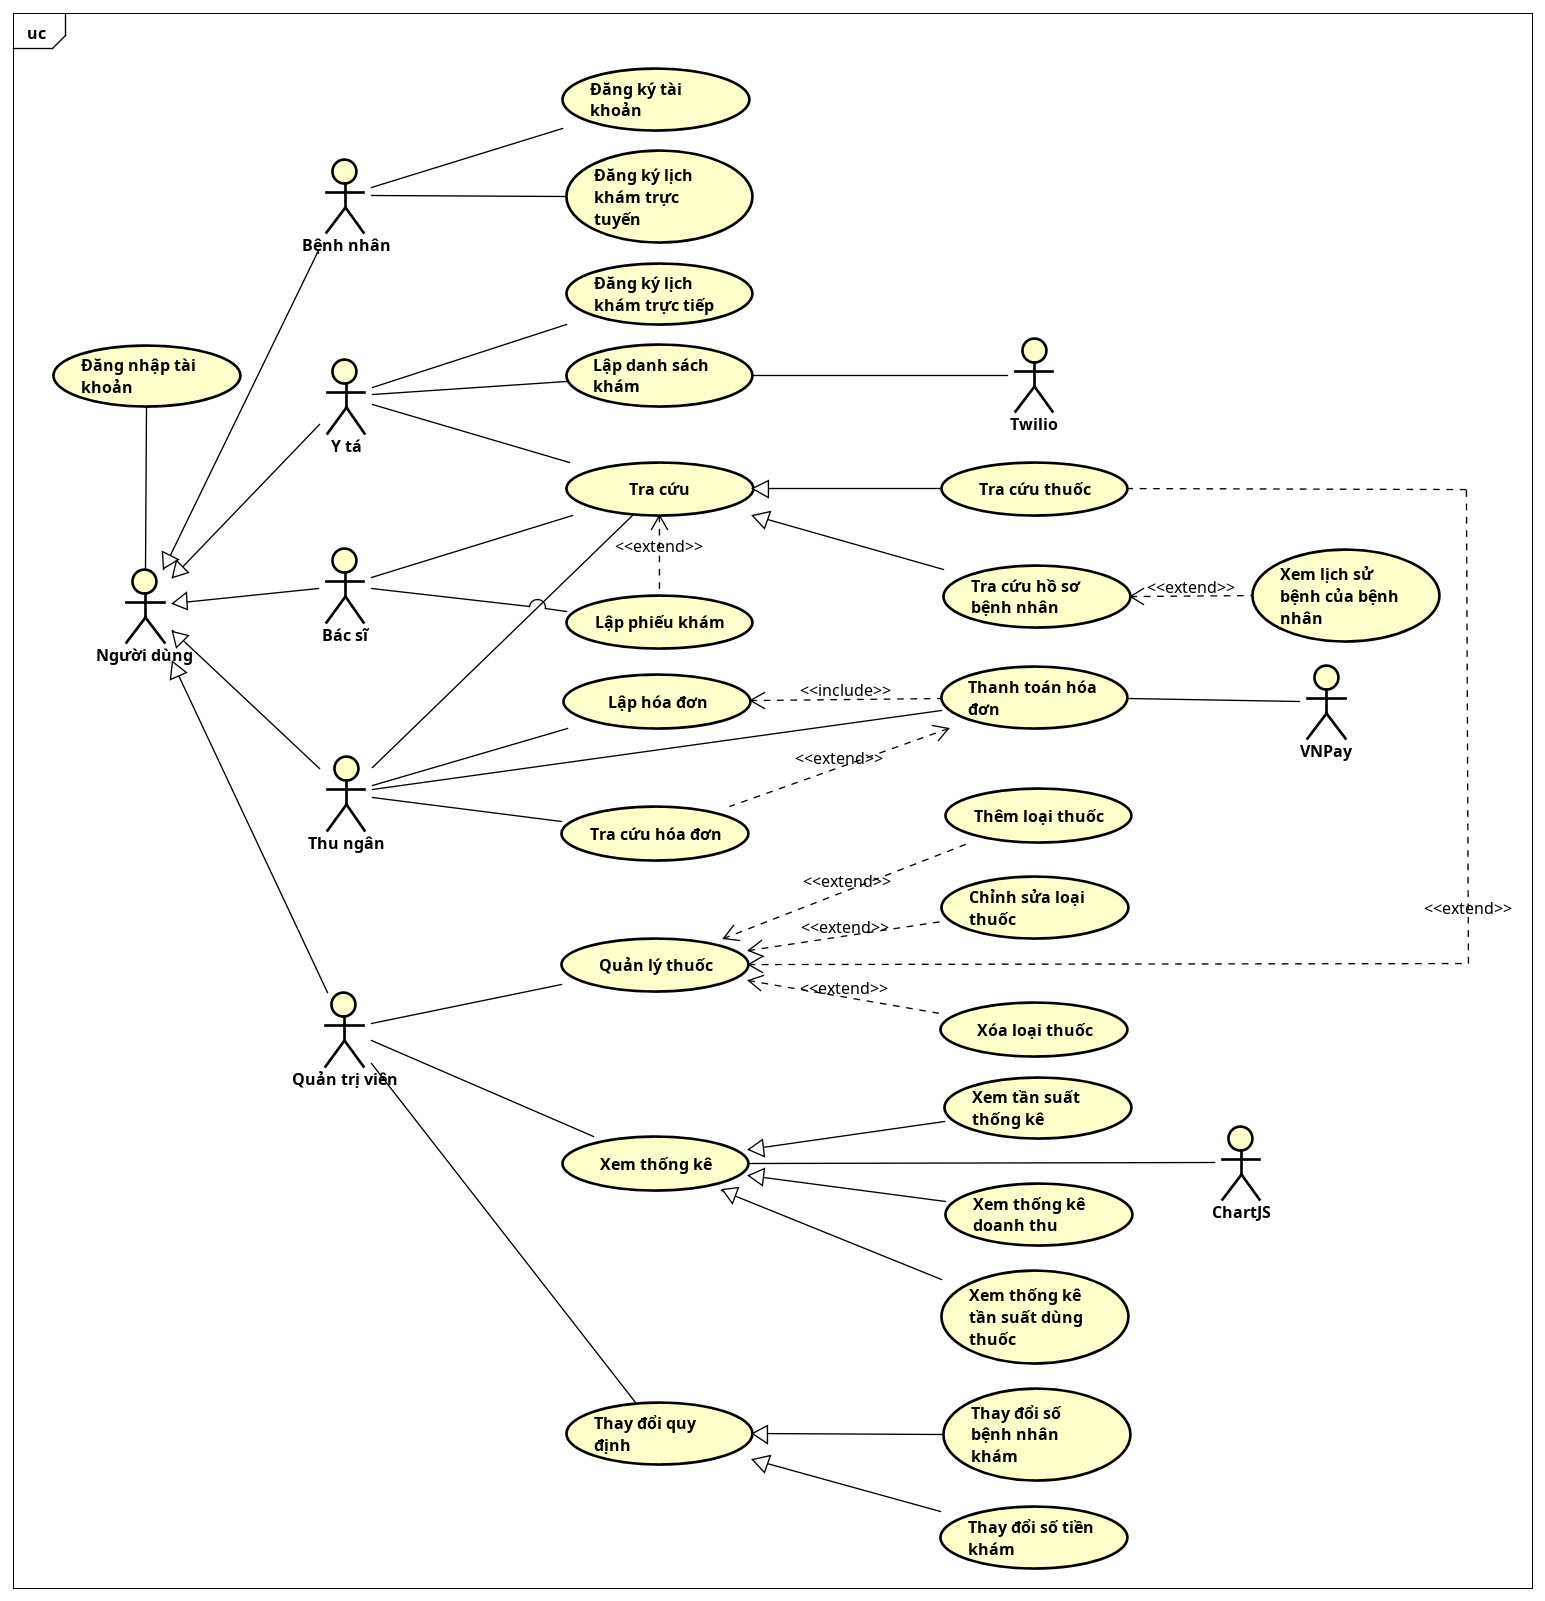 uc
Đăng ký tài
khoản
Đăng ký lịch
khám trực
tuyến
Bệnh nhân
Đăng ký lịch
khám trực tiếp
Đăng nhập tài
khoản
Lập danh sách
khám
Twilio
Y tá
Tra cứu
Tra cứu thuốc
<<extend>>
Tra cứu hồ sơ
bệnh nhân
<<extend>>
Xem lịch sử
bệnh của bệnh
nhân
Bác sĩ
Lập phiếu khám
Người dùng
Lập hóa đơn
<<include>>
Thanh toán hóa
đơn
VNPay
<<extend>>
Thu ngân
Tra cứu hóa đơn
Thêm loại thuốc
<<extend>>
Chỉnh sửa loại
thuốc
<<extend>>
<<extend>>
Quản lý thuốc
<<extend>>
Xóa loại thuốc
Quản trị viên
Xem tần suất
thống kê
Xem thống kê
ChartJS
Xem thống kê
doanh thu
Xem thống kê
tần suất dùng
thuốc
Thay đổi quy
định
Thay đổi số
bệnh nhân
khám
Thay đổi số tiền
khám